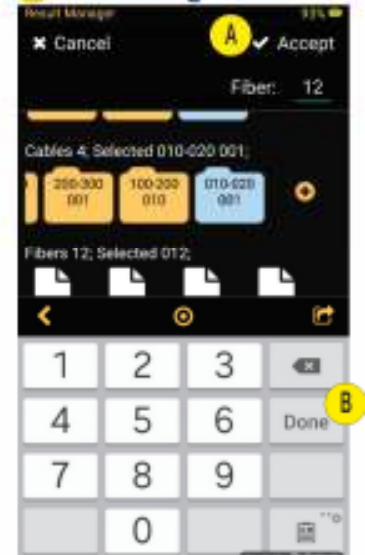 Result Manager 93%
✖ Cancel A ✔ Accept
Fiber: 12
Cables 4; Selected 010-020 001;
200-300 001
100-200 010
010-020 001
Fibers 12; Selected 012;
1 2 3
4 5 6 Done B
7 8 9
0